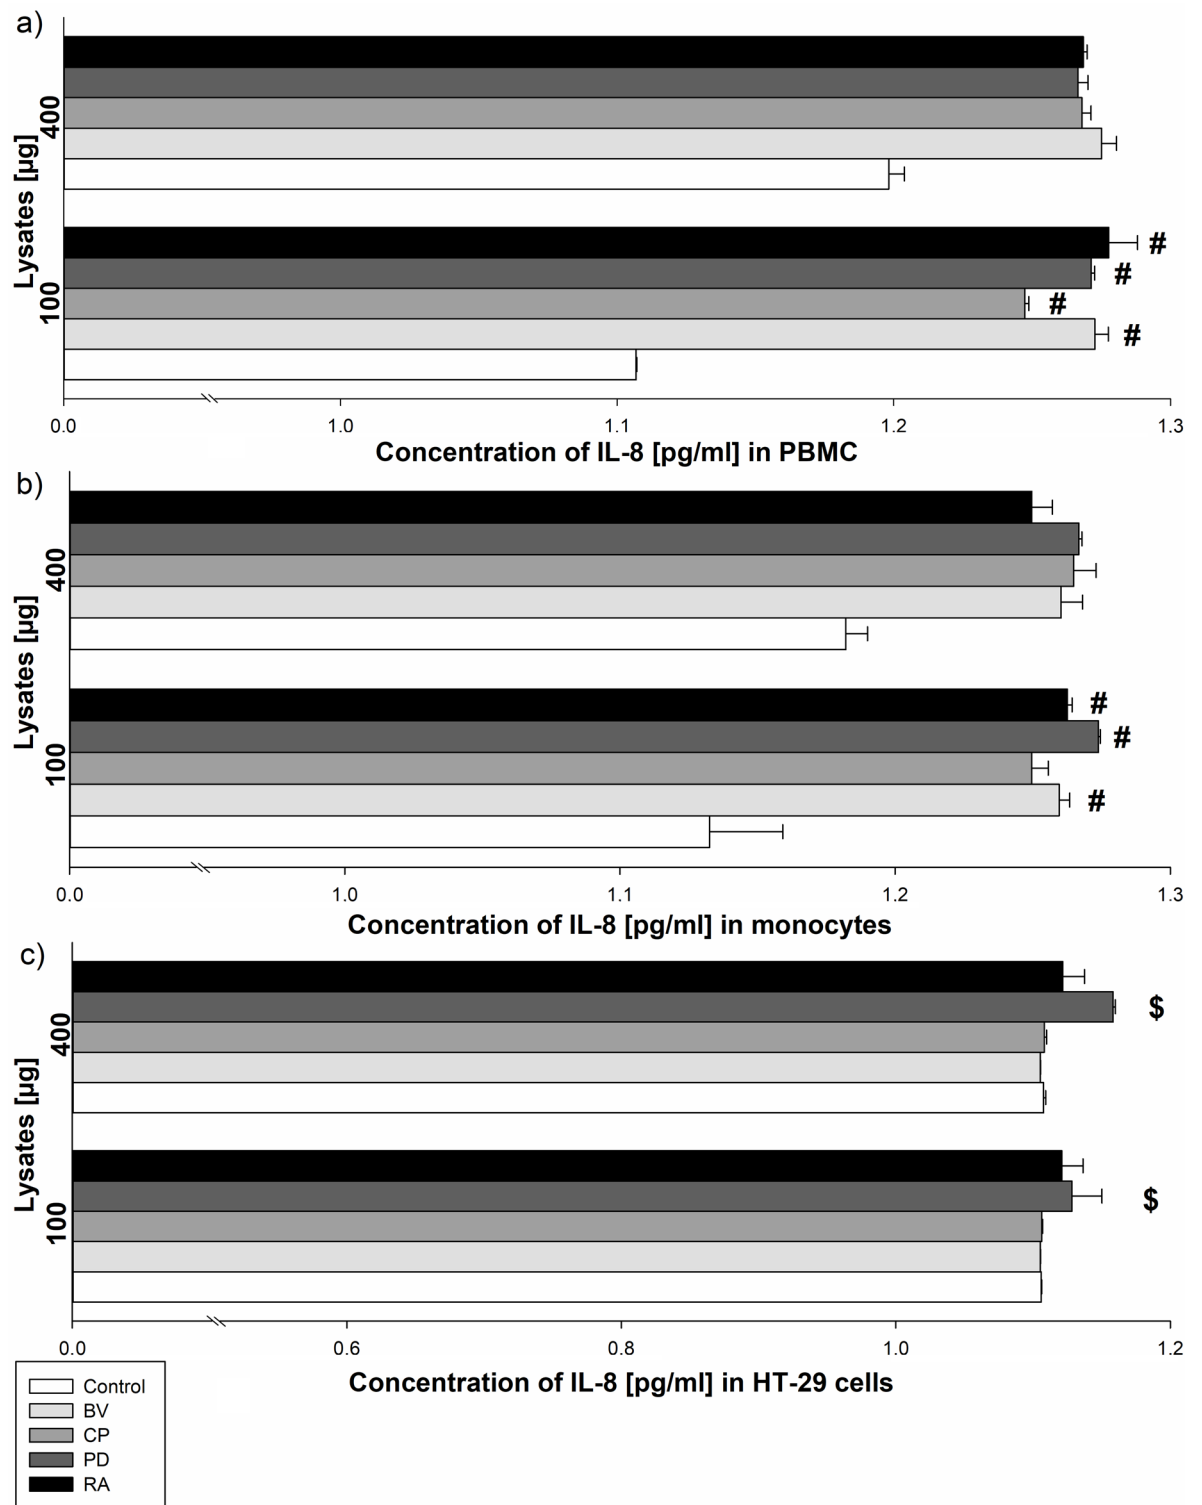 a)
Lysates [µg]
400
100
#
#
#
#
0.0 1.0 1.1 1.2 1.3
Concentration of IL-8 [pg/ml] in PBMC
b)
Lysates [µg]
400
100
#
#
#
0.0 1.0 1.1 1.2 1.3
Concentration of IL-8 [pg/ml] in monocytes
c)
Lysates [µg]
400
100
$
$
0.0 0.6 0.8 1.0 1.2
Concentration of IL-8 [pg/ml] in HT-29 cells
Control
BV
CP
PD
RA